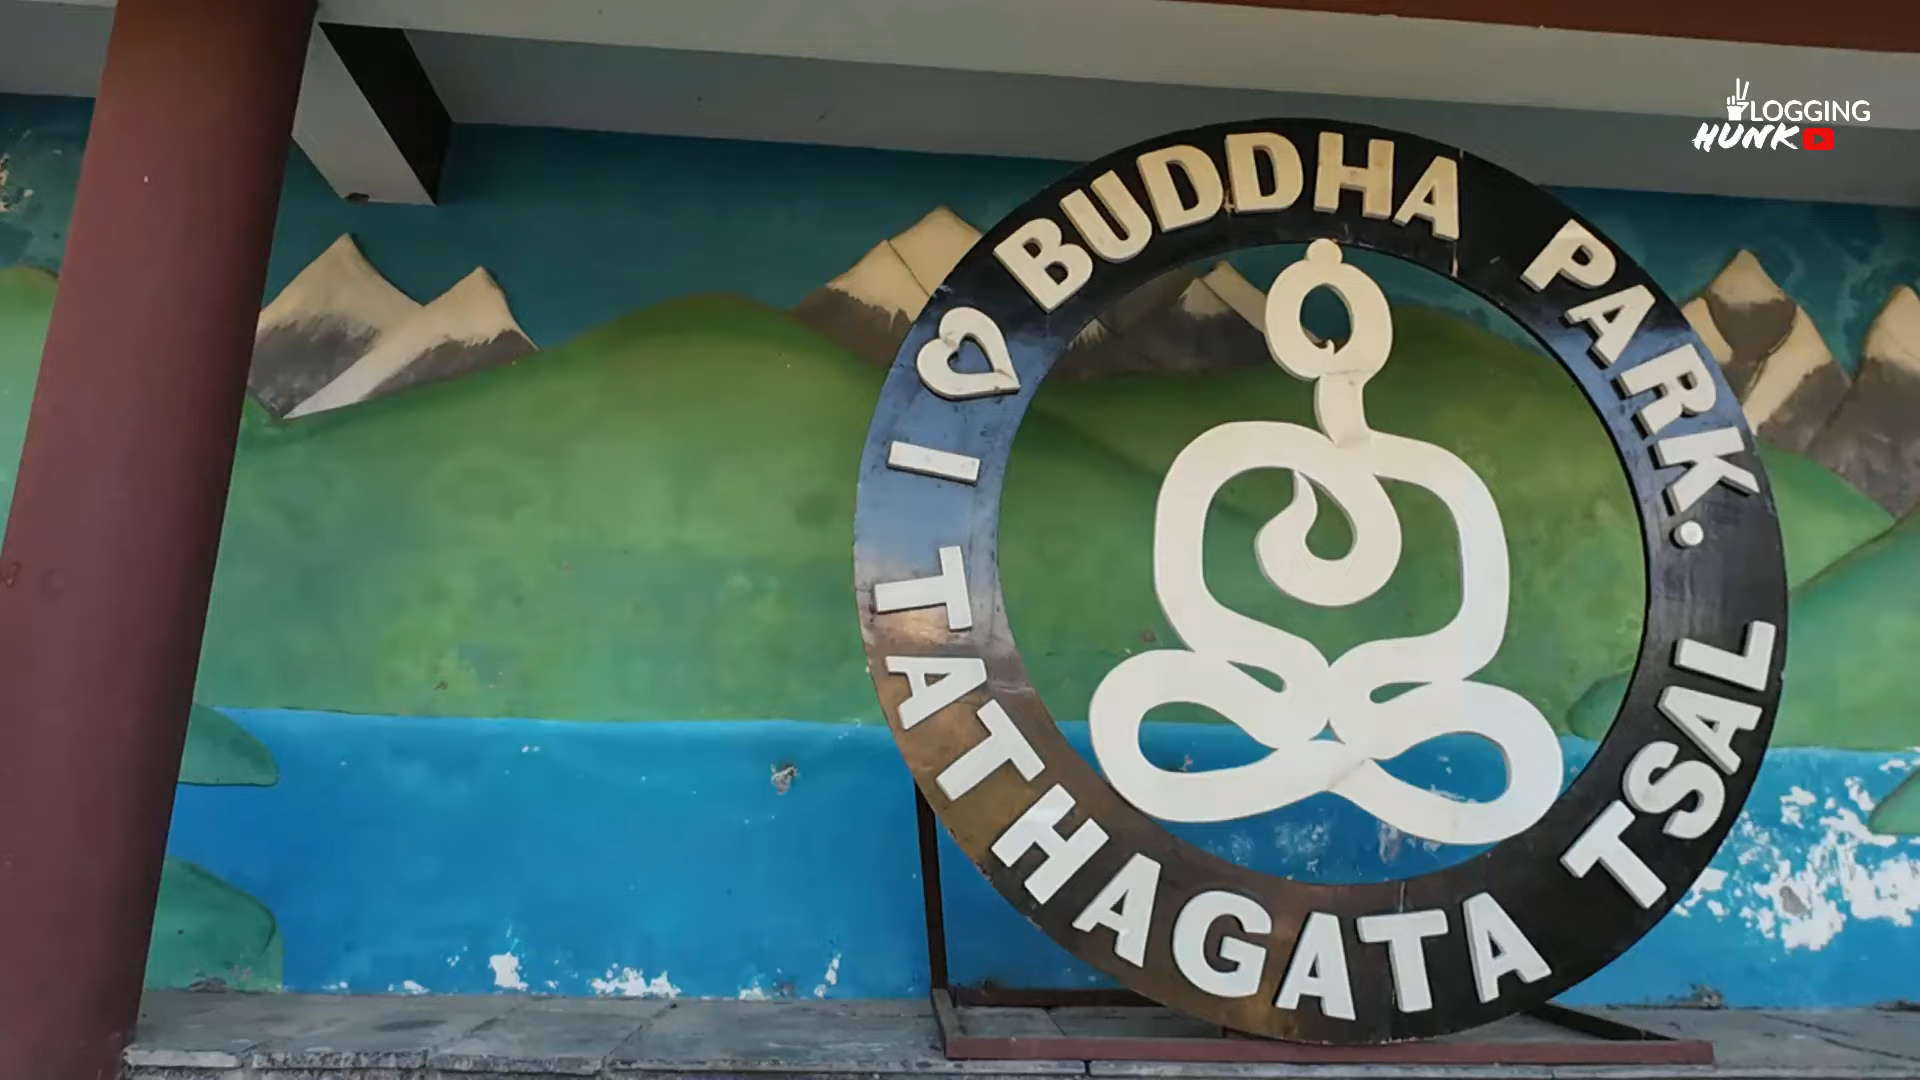 I ♡ BUDDHA PARK.
TATHAGATA TSAL
VLOGGING
HUNK